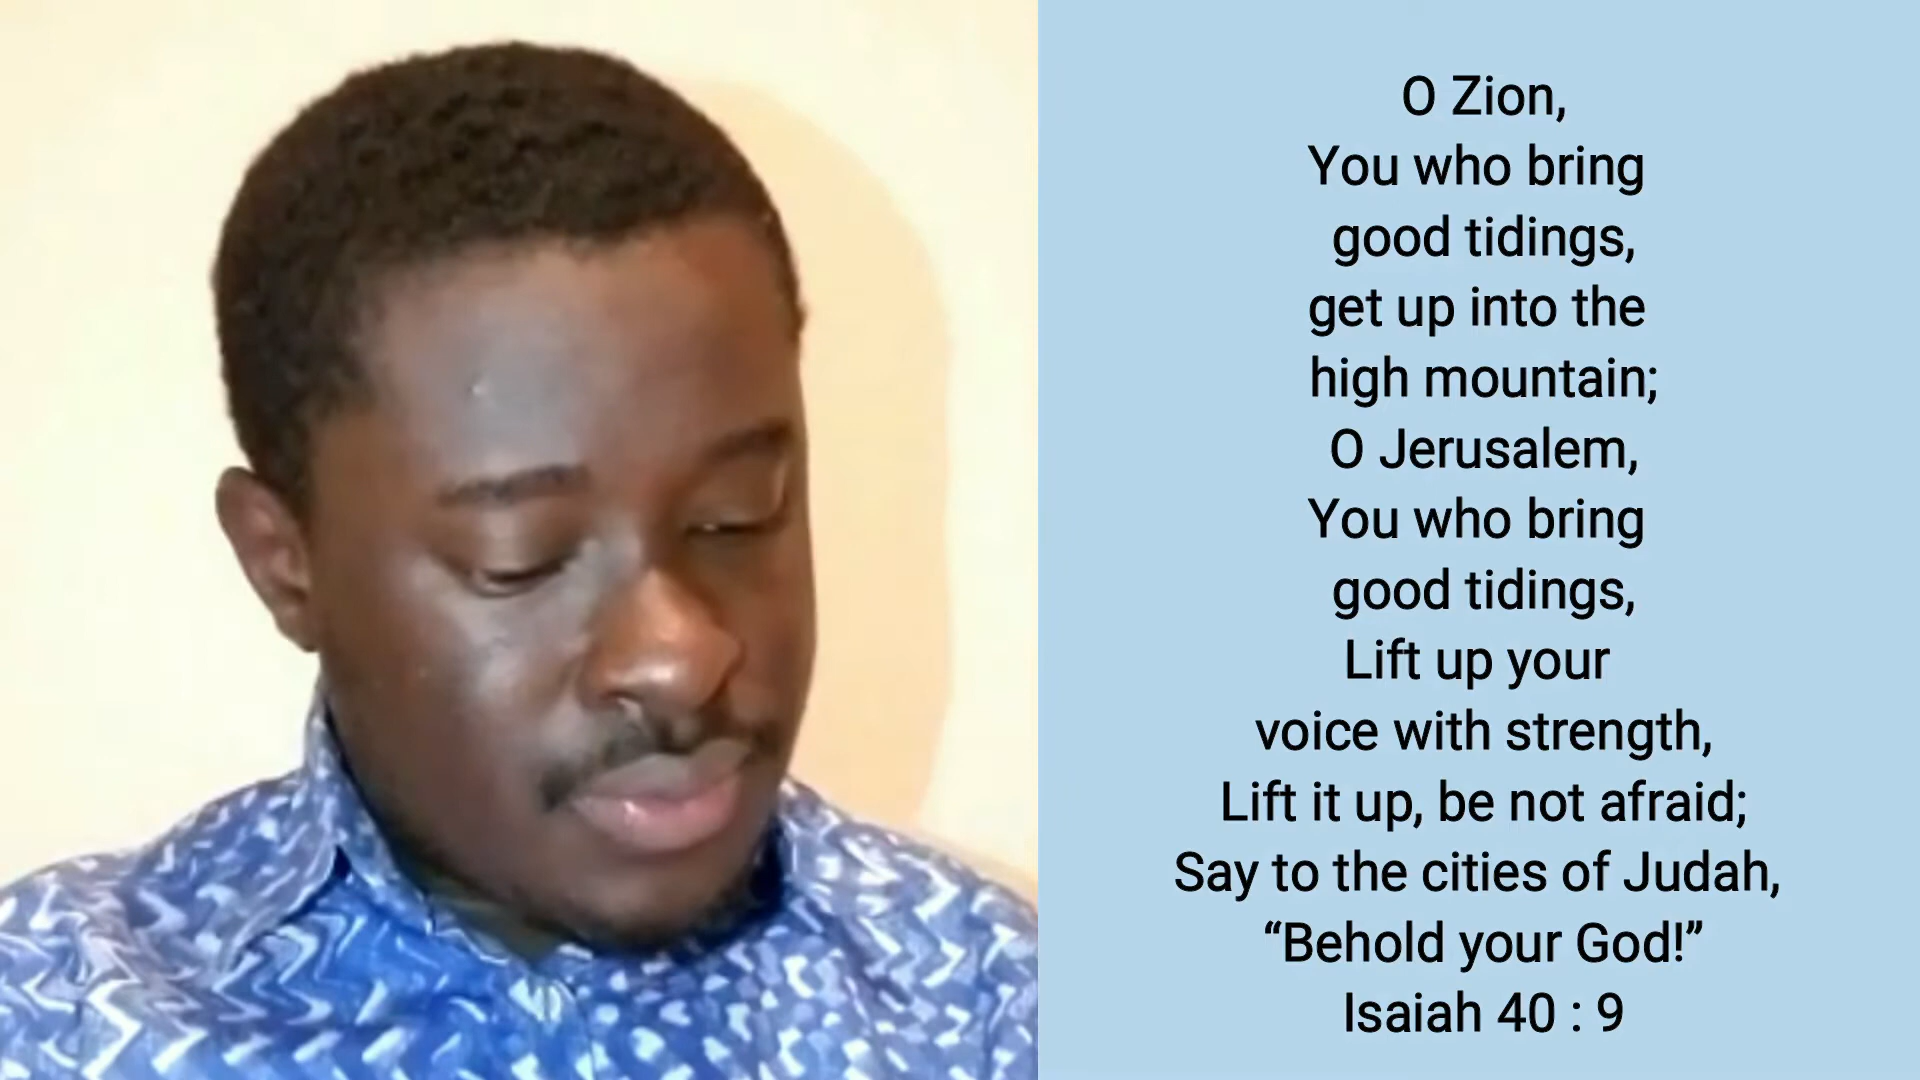 O Zion,
You who bring
good tidings,
get up into the
high mountain;
O Jerusalem,
You who bring
good tidings,
Lift up your
voice with strength,
Lift it up, be not afraid;
Say to the cities of Judah,
“Behold your God!”
Isaiah 40 : 9